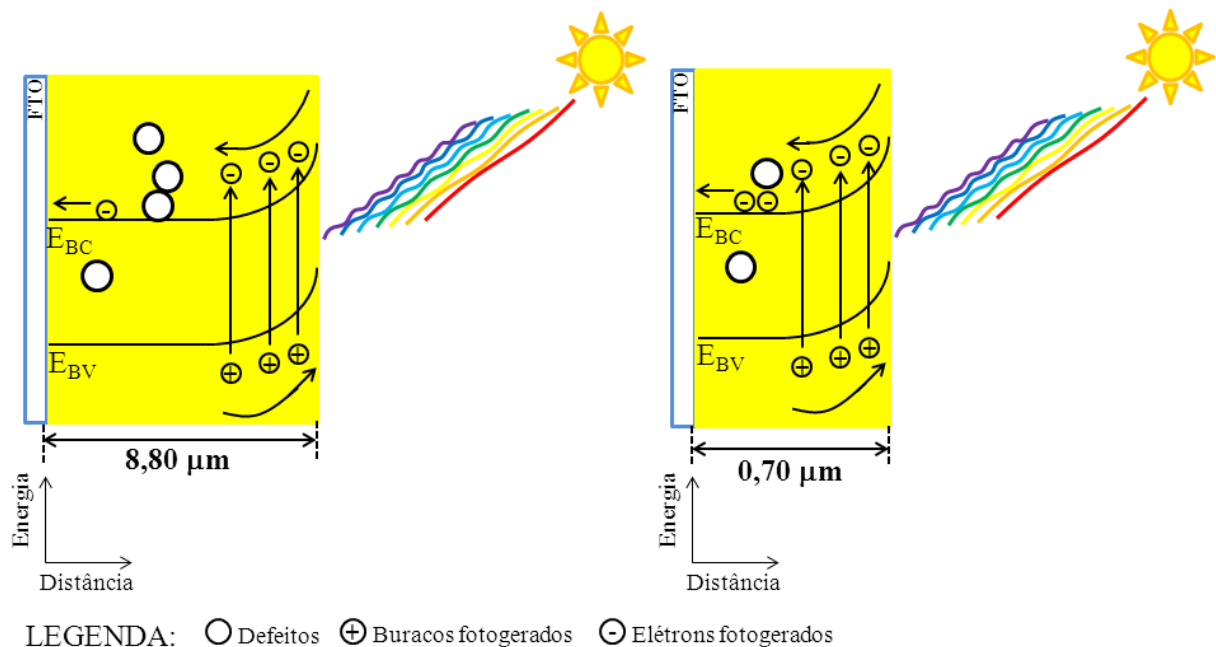 FTO
E_BC
E_BV
8,80 µm
Energia
Distância
FTO
E_BC
E_BV
0,70 µm
Energia
Distância
LEGENDA: Defeitos Buracos fotogerados Elétrons fotogerados